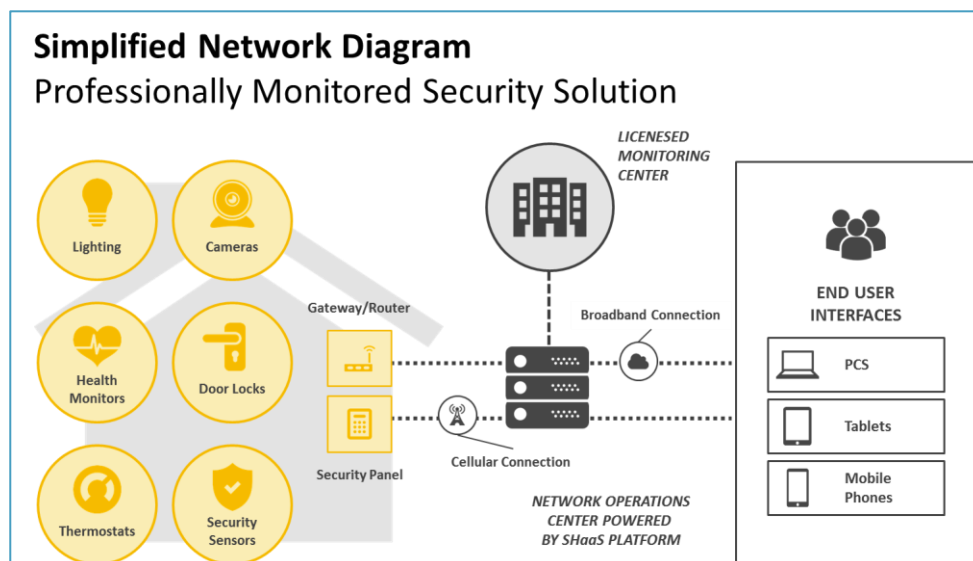 Simplified Network Diagram
Professionally Monitored Security Solution
LICENESED
MONITORING
CENTER
Lighting
Cameras
Gateway/Router
Broadband Connection
END USER
INTERFACES
Health
Monitors
Door Locks
PCS
Tablets
Security Panel
Cellular Connection
Mobile
Phones
Thermostats
Security
Sensors
NETWORK OPERATIONS
CENTER POWERED
BY SHaaS PLATFORM